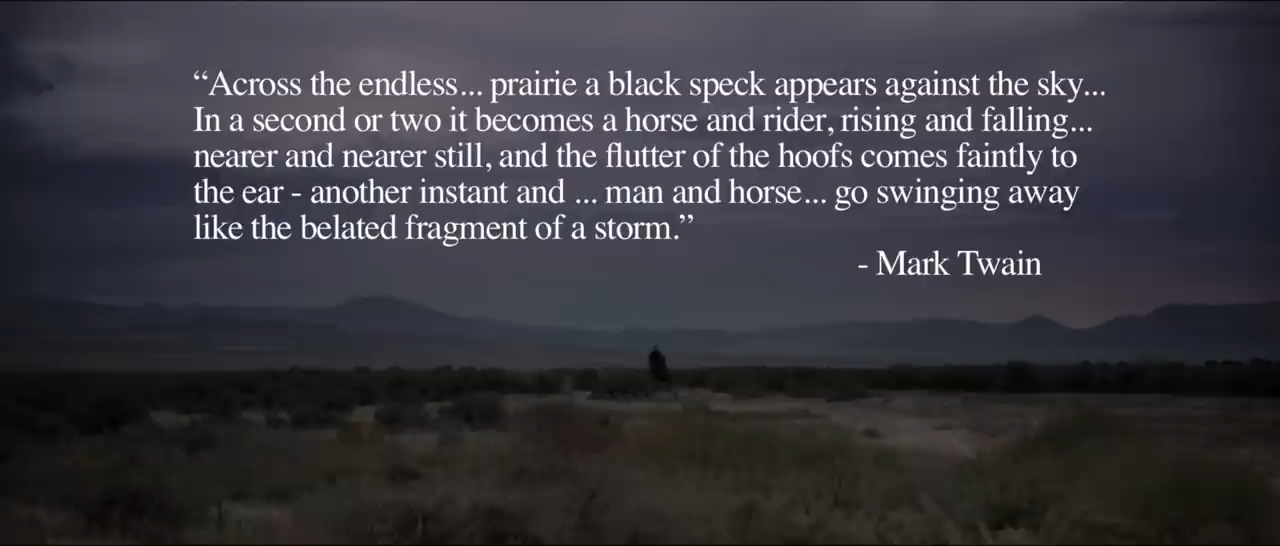 “Across the endless... prairie a black speck appears against the sky...
In a second or two it becomes a horse and rider, rising and falling...
nearer and nearer still, and the flutter of the hoofs comes faintly to
the ear - another instant and ... man and horse... go swinging away
like the belated fragment of a storm.”
- Mark Twain